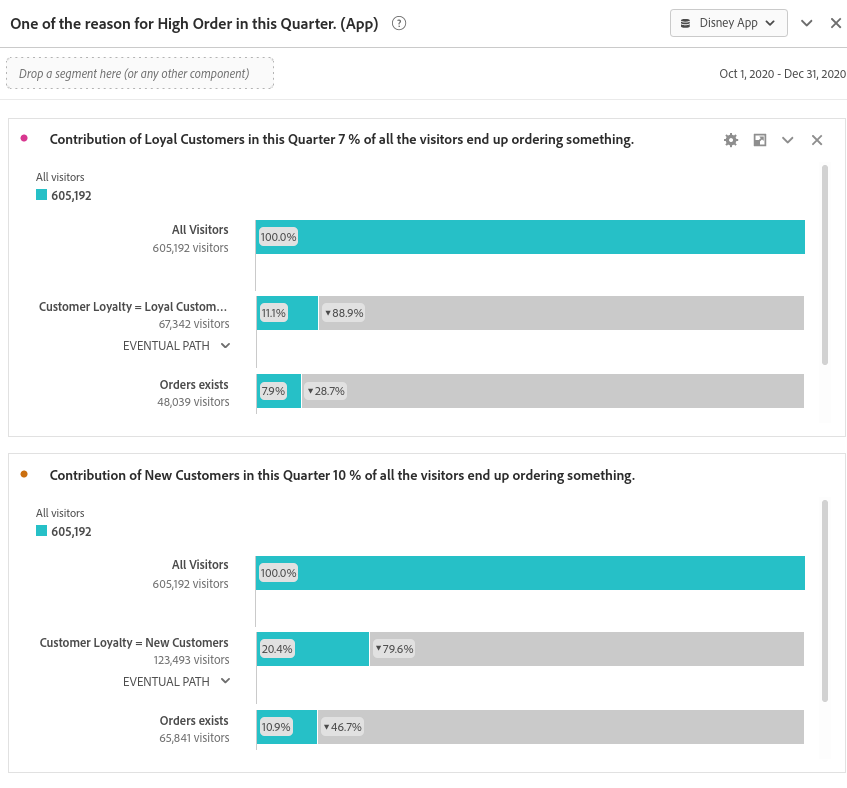 One of the reason for High Order in this Quarter. (App) ?
Disney App
Drop a segment here (or any other component)
Oct 1, 2020 - Dec 31, 2020
Contribution of Loyal Customers in this Quarter 7 % of all the visitors end up ordering something.
All visitors
605,192
All Visitors
605,192 visitors
100.0%
Customer Loyalty = Loyal Custom...
67,342 visitors
11.1%
▾88.9%
EVENTUAL PATH
Orders exists
48,039 visitors
7.9%
▾28.7%
Contribution of New Customers in this Quarter 10 % of all the visitors end up ordering something.
All visitors
605,192
All Visitors
605,192 visitors
100.0%
Customer Loyalty = New Customers
123,493 visitors
20.4%
▾79.6%
EVENTUAL PATH
Orders exists
65,841 visitors
10.9%
▾46.7%